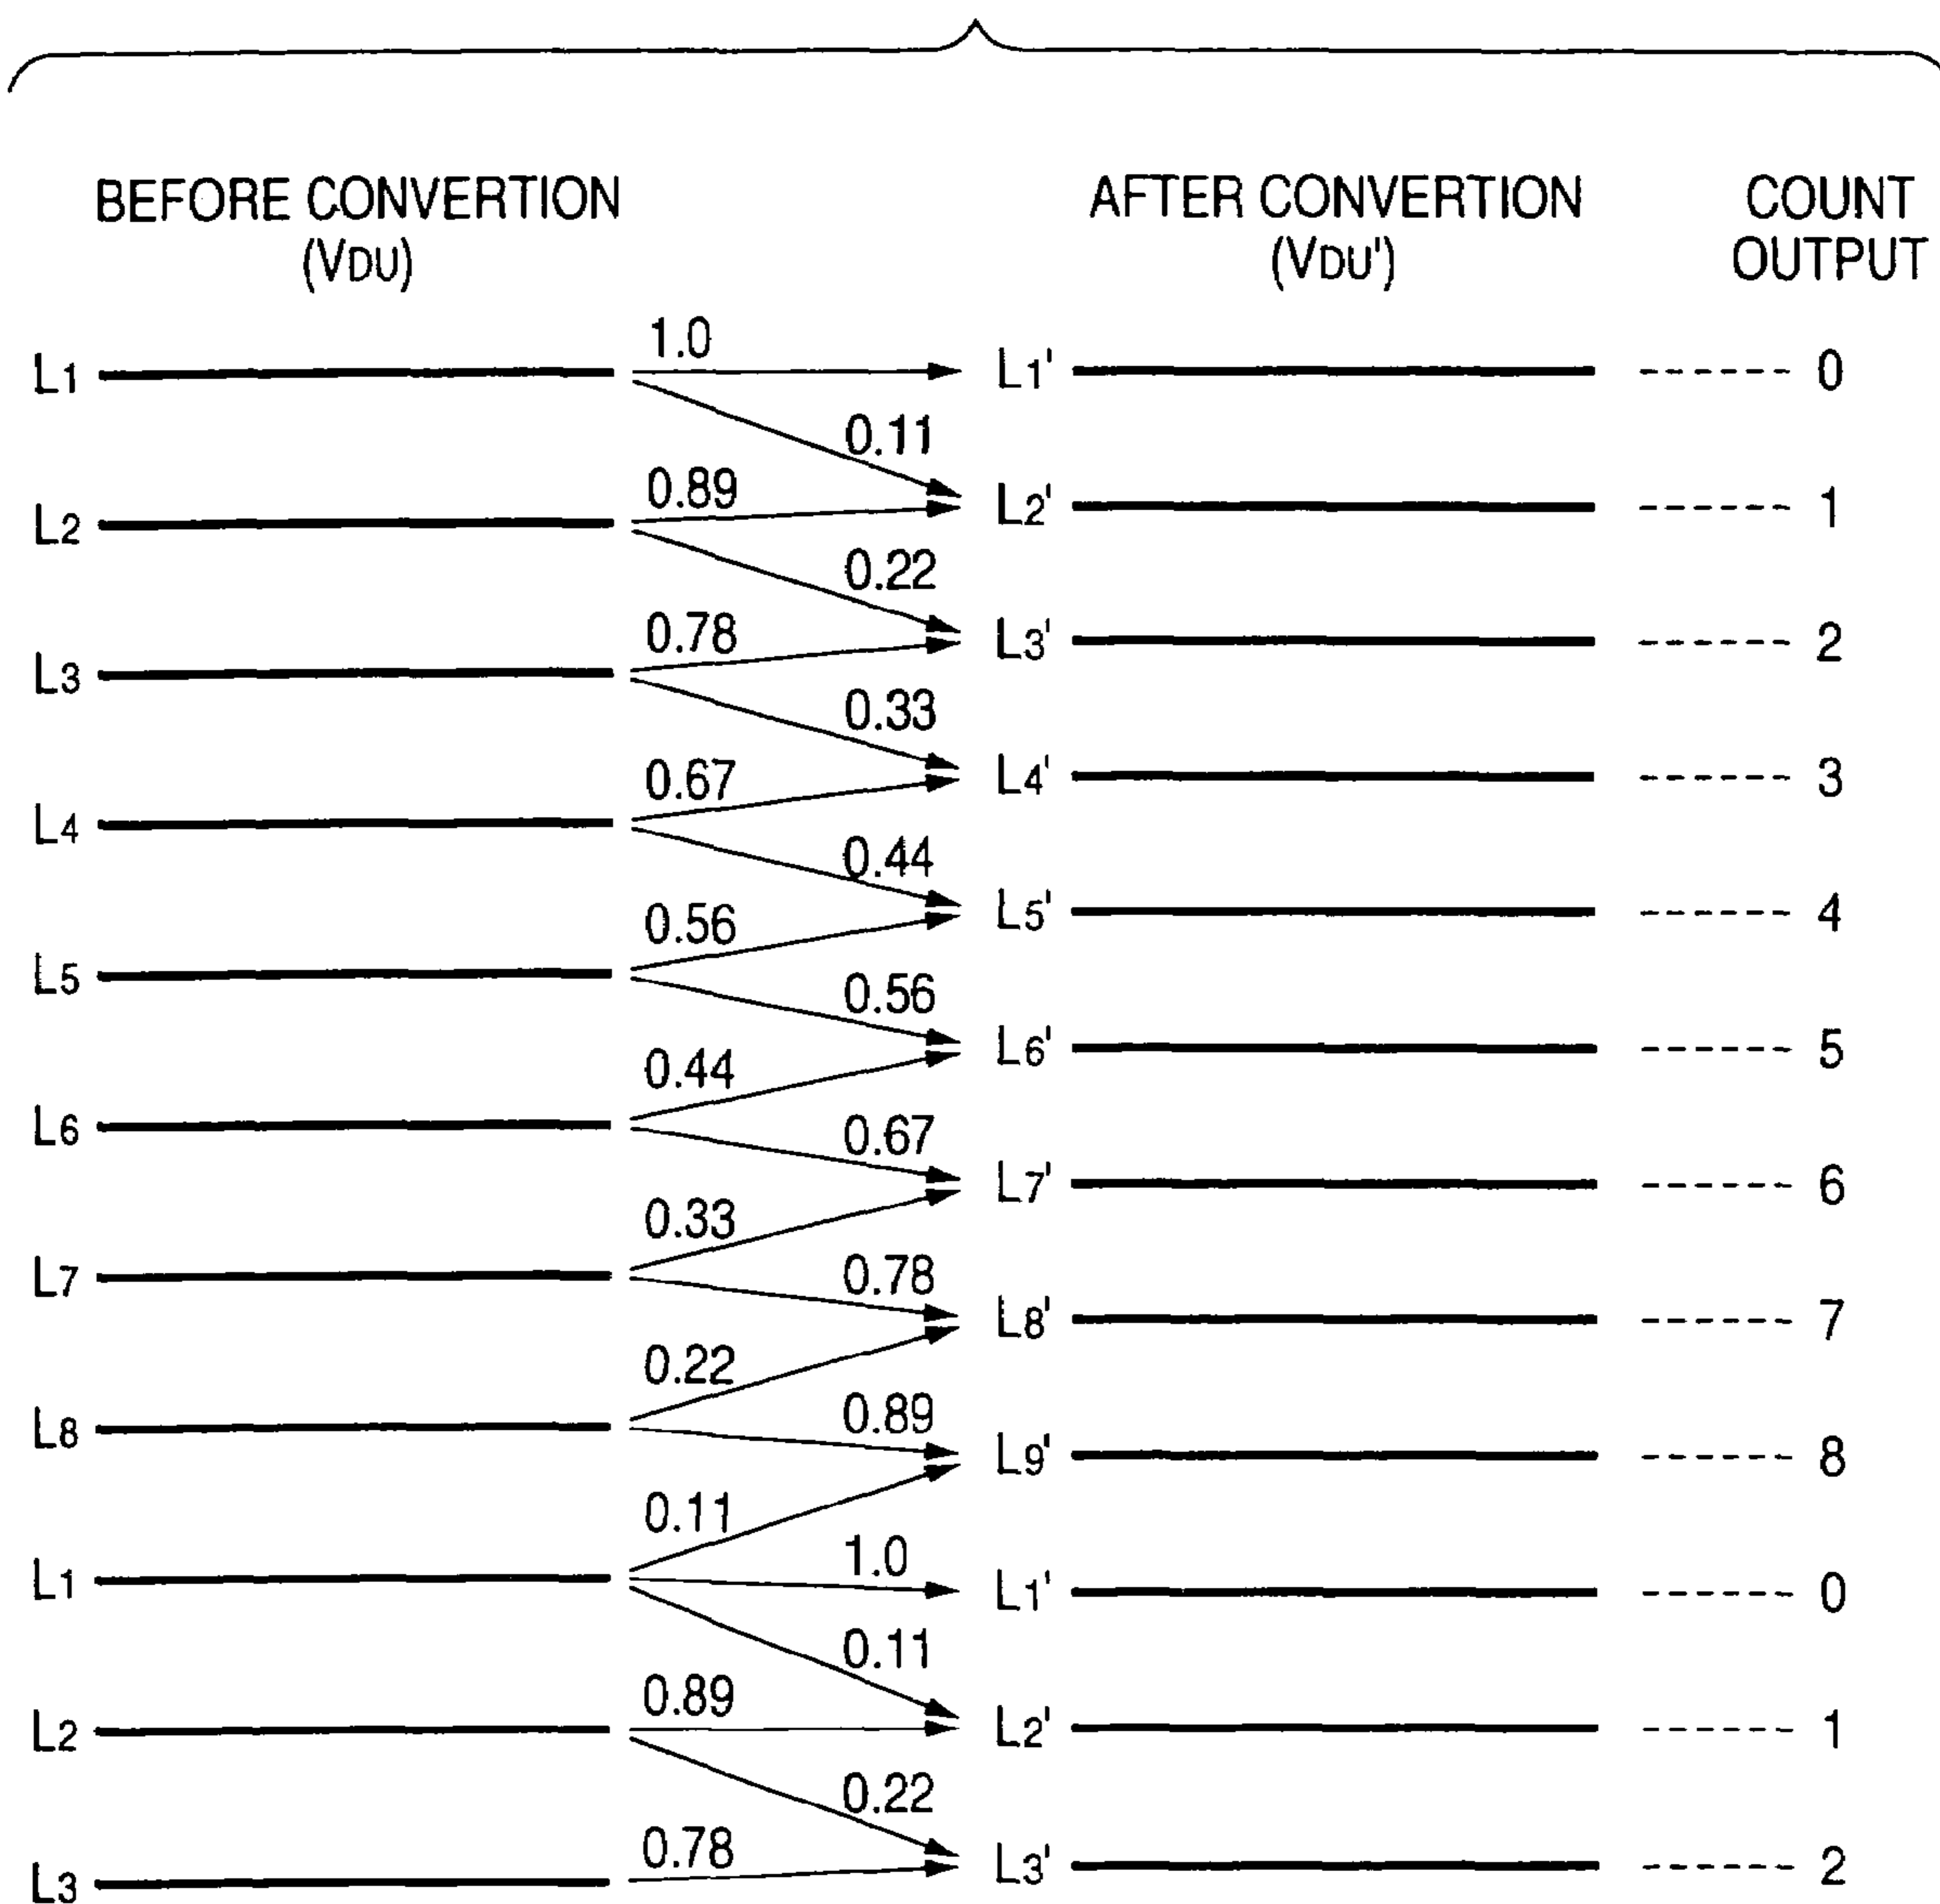 BEFORE CONVERTION AFTER CONVERTION COUNT
(VDU) (VDU') OUTPUT
1.0
L1 L1' 0
0.11
0.89
L2 L2' 1
0.22
0.78
L3 L3' 2
0.33
0.67
L4 L4' 3
0.44
0.56
L5 L5' 4
0.56
0.44
L6 L6' 5
0.67
0.33
L7 L7' 6
0.78
0.22
L8 L8' 7
0.89
0.11
L9' 8
1.0
L1 L1' 0
0.11
0.89
L2 L2' 1
0.22
0.78
L3 L3' 2